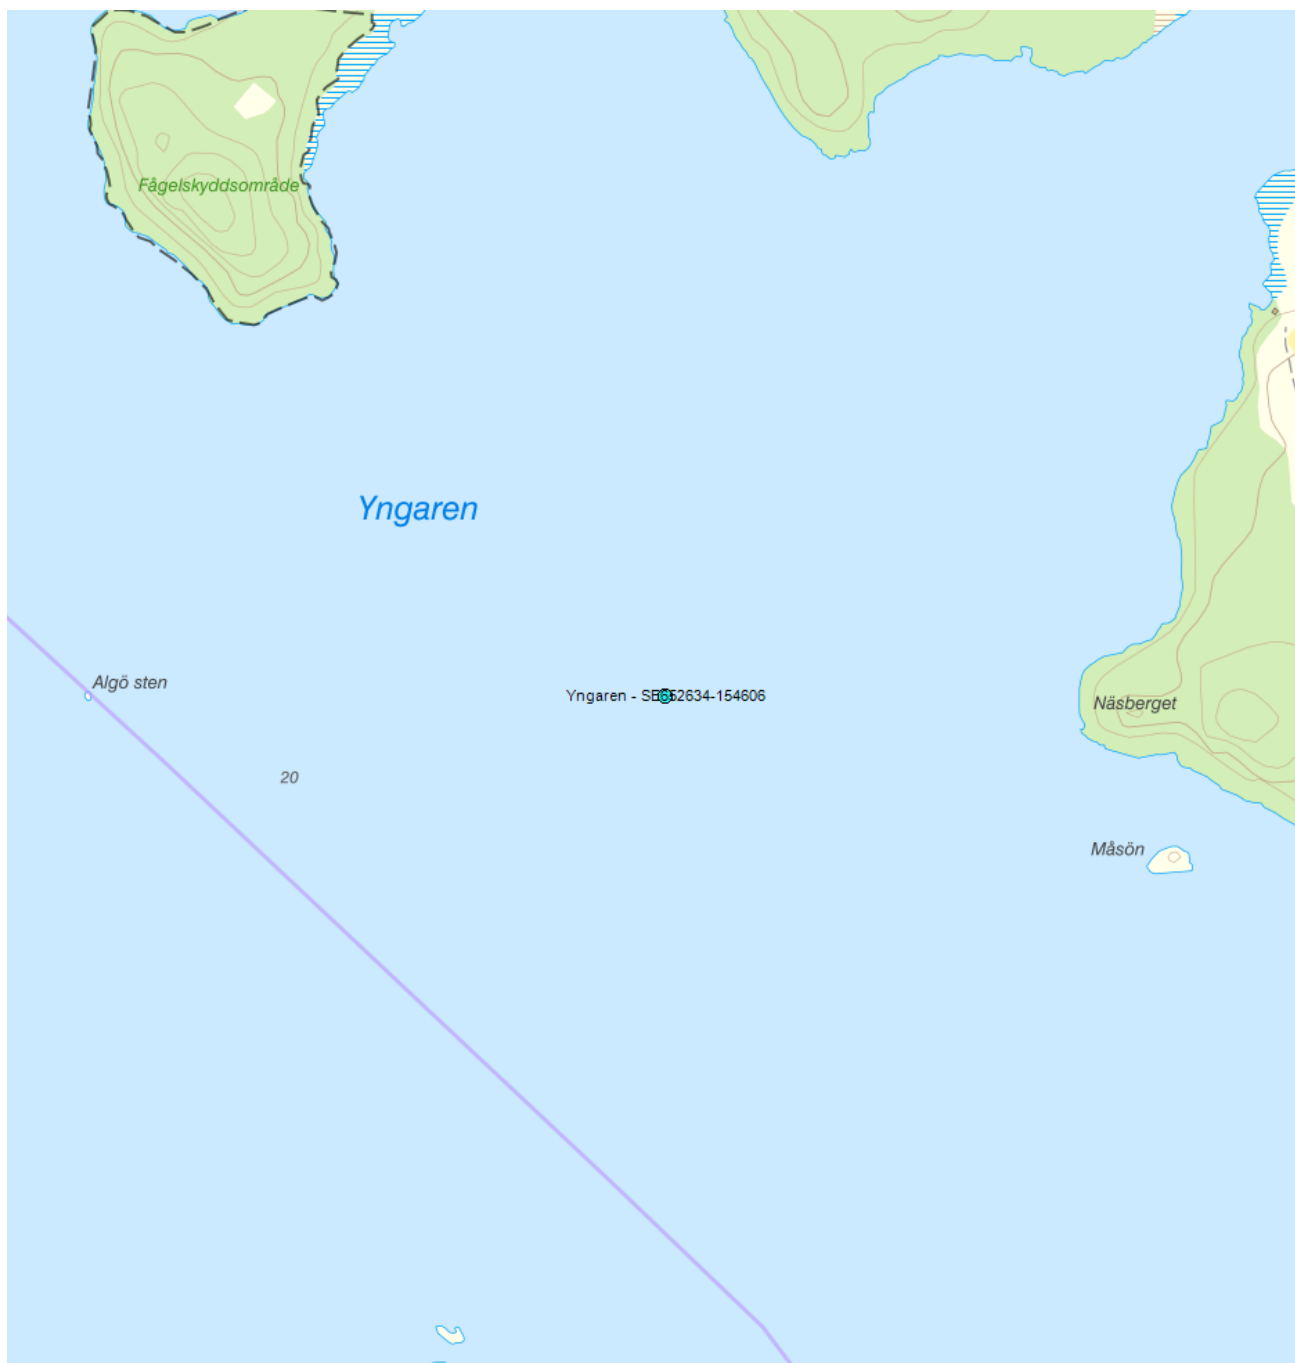 Fågelskyddsområde
Yngaren
Algö sten
Yngaren - SE652634-154606
Näsberget
20
Måsön